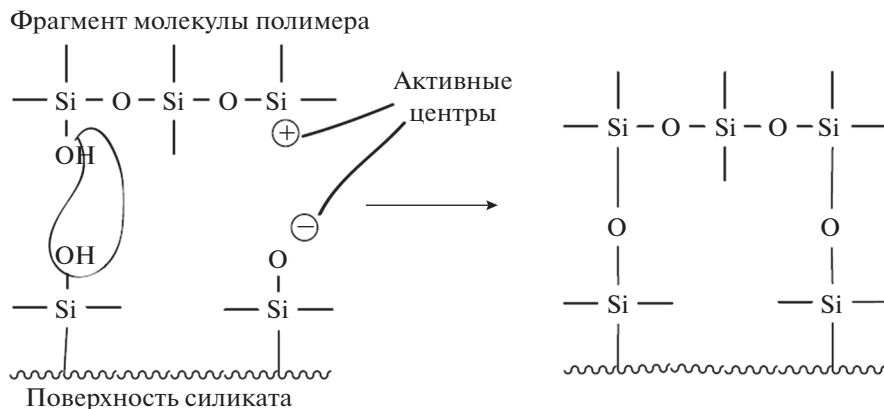 Фрагмент молекулы полимера
Активные
центры
Si O Si O Si
+
OH
−
OH
O
Si Si
Поверхность силиката
Si O Si O Si
O O
Si Si